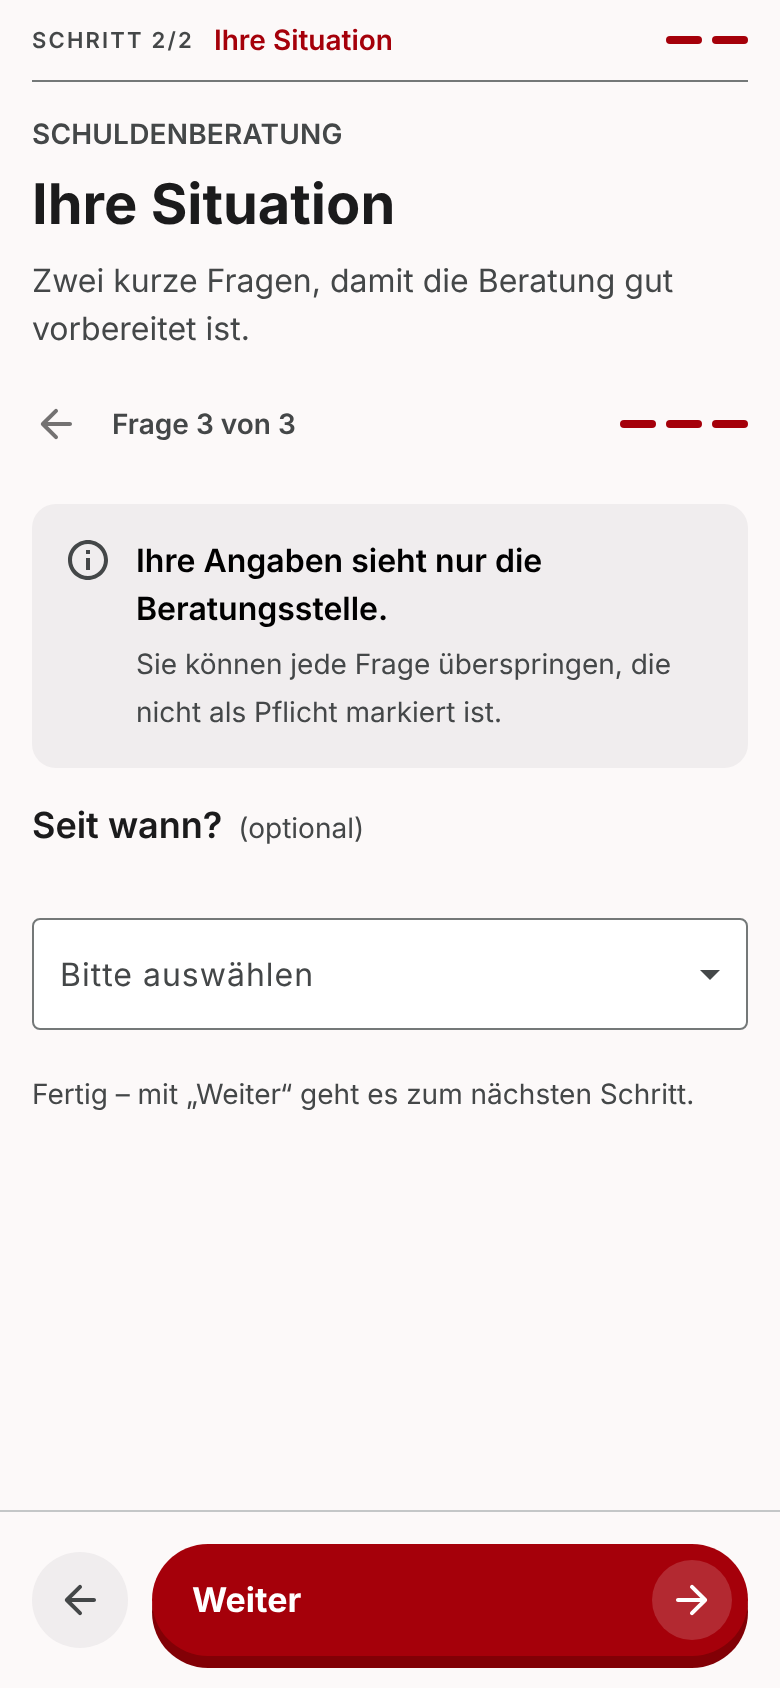 SCHRITT 2/2 Ihre Situation
SCHULDENBERATUNG
Ihre Situation
Zwei kurze Fragen, damit die Beratung gut
vorbereitet ist.
Frage 3 von 3
Ihre Angaben sieht nur die
Beratungsstelle.
Sie können jede Frage überspringen, die
nicht als Pflicht markiert ist.
Seit wann? (optional)
Bitte auswählen
Fertig – mit „Weiter“ geht es zum nächsten Schritt.
Weiter